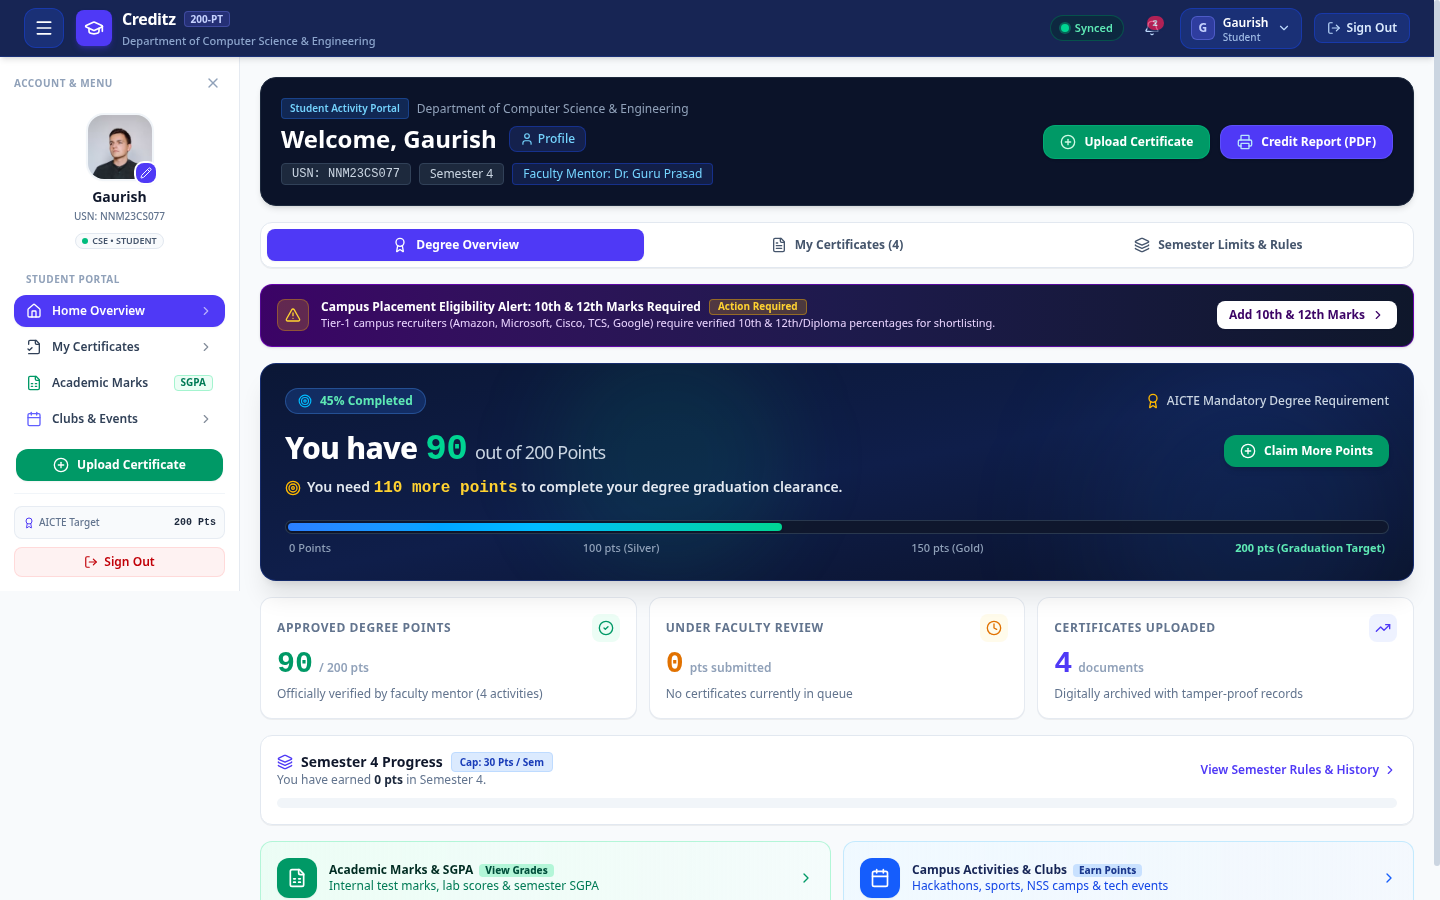 Creditz 200-PT
Department of Computer Science & Engineering
Synced
G
Gaurish
Student
Sign Out
ACCOUNT & MENU
Gaurish
USN: NNM23CS077
CSE • STUDENT
STUDENT PORTAL
Home Overview
My Certificates
Academic Marks SGPA
Clubs & Events
Upload Certificate
AICTE Target 200 Pts
Sign Out
Student Activity Portal Department of Computer Science & Engineering
Welcome, Gaurish Profile
USN: NNM23CS077 Semester 4 Faculty Mentor: Dr. Guru Prasad
Upload Certificate Credit Report (PDF)
Degree Overview My Certificates (4) Semester Limits & Rules
Campus Placement Eligibility Alert: 10th & 12th Marks Required Action Required
Tier-1 campus recruiters (Amazon, Microsoft, Cisco, TCS, Google) require verified 10th & 12th/Diploma percentages for shortlisting.
Add 10th & 12th Marks
45% Completed AICTE Mandatory Degree Requirement
You have 90 out of 200 Points
Claim More Points
You need 110 more points to complete your degree graduation clearance.
0 Points 100 pts (Silver) 150 pts (Gold) 200 pts (Graduation Target)
APPROVED DEGREE POINTS
90 / 200 pts
Officially verified by faculty mentor (4 activities)
UNDER FACULTY REVIEW
0 pts submitted
No certificates currently in queue
CERTIFICATES UPLOADED
4 documents
Digitally archived with tamper-proof records
Semester 4 Progress Cap: 30 Pts / Sem
You have earned 0 pts in Semester 4.
View Semester Rules & History
Academic Marks & SGPA View Grades
Internal test marks, lab scores & semester SGPA
Campus Activities & Clubs Earn Points
Hackathons, sports, NSS camps & tech events